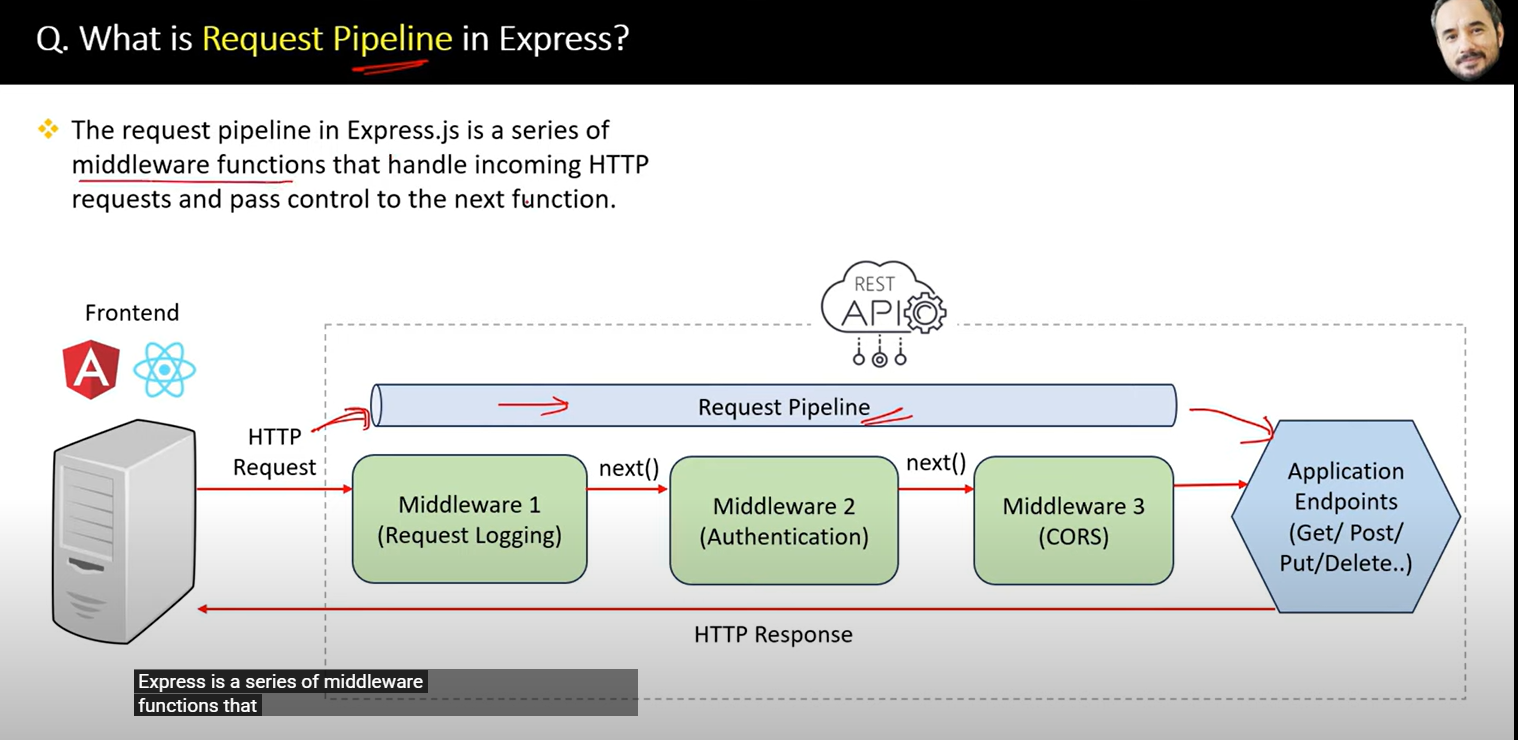 Q. What is Request Pipeline in Express?
The request pipeline in Express.js is a series of
middleware functions that handle incoming HTTP
requests and pass control to the next function.
REST
API
Frontend
A
Request Pipeline
HTTP
Request
next()
next()
Middleware 1
(Request Logging)
Middleware 2
(Authentication)
Middleware 3
(CORS)
Application
Endpoints
(Get/ Post/
Put/Delete..)
HTTP Response
Express is a series of middleware
functions that